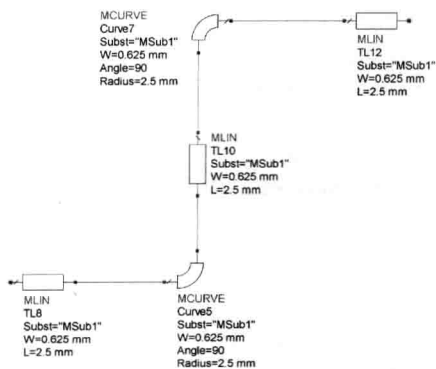 MCURVE
Curve7
Subst="MSub1"
W=0.625 mm
Angle=90
Radius=2.5 mm
MLIN
TL12
Subst="MSub1"
W=0.625 mm
L=2.5 mm
MLIN
TL10
Subst="MSub1"
W=0.625 mm
L=2.5 mm
MLIN
TL8
Subst="MSub1"
W=0.625 mm
L=2.5 mm
MCURVE
Curve5
Subst="MSub1"
W=0.625 mm
Angle=90
Radius=2.5 mm